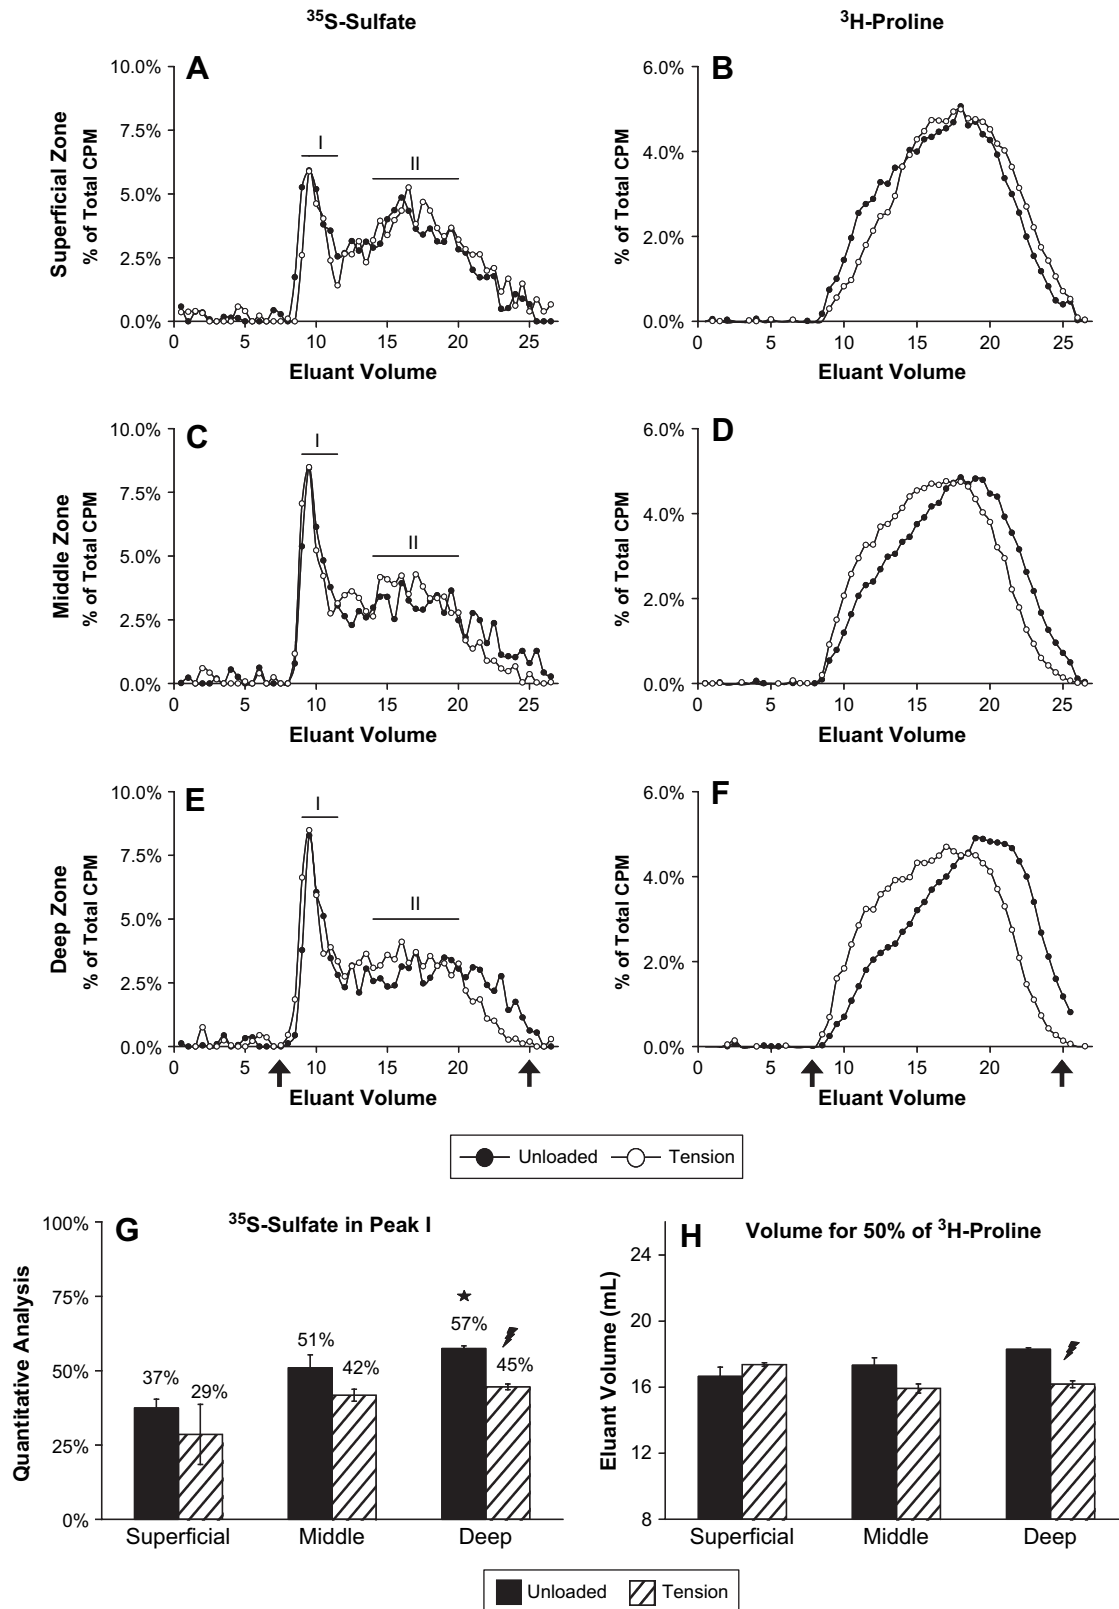 ³⁵S-Sulfate
³H-Proline
Superficial Zone
% of Total CPM
A
10.0%
7.5%
5.0%
2.5%
0.0%
I
II
0 5 10 15 20 25
Eluant Volume
B
% of Total CPM
6.0%
4.0%
2.0%
0.0%
0 5 10 15 20 25
Eluant Volume
Middle Zone
% of Total CPM
C
10.0%
7.5%
5.0%
2.5%
0.0%
I
II
0 5 10 15 20 25
Eluant Volume
D
% of Total CPM
6.0%
4.0%
2.0%
0.0%
0 5 10 15 20 25
Eluant Volume
Deep Zone
% of Total CPM
E
10.0%
7.5%
5.0%
2.5%
0.0%
I
II
0 5 10 15 20 25
Eluant Volume
F
% of Total CPM
6.0%
4.0%
2.0%
0.0%
0 5 10 15 20 25
Eluant Volume
Unloaded Tension
G
³⁵S-Sulfate in Peak I
Quantitative Analysis
100%
75%
50%
25%
0%
37% 29%
51% 42%
57% 45%
Superficial Middle Deep
H
Volume for 50% of ³H-Proline
Eluant Volume (mL)
24
20
16
12
8
Superficial Middle Deep
Unloaded Tension